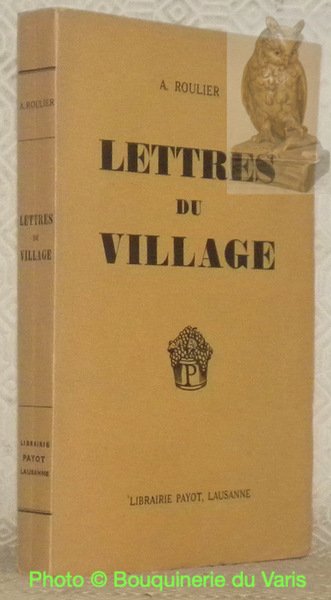 A. ROULIER
LETTRES
DU
VILLAGE
P
LIBRAIRIE PAYOT, LAUSANNE
A. ROULIER
LETTRES
DU
VILLAGE
LIBRAIRIE
PAYOT
LAUSANNE
Photo © Bouquinerie du Varis